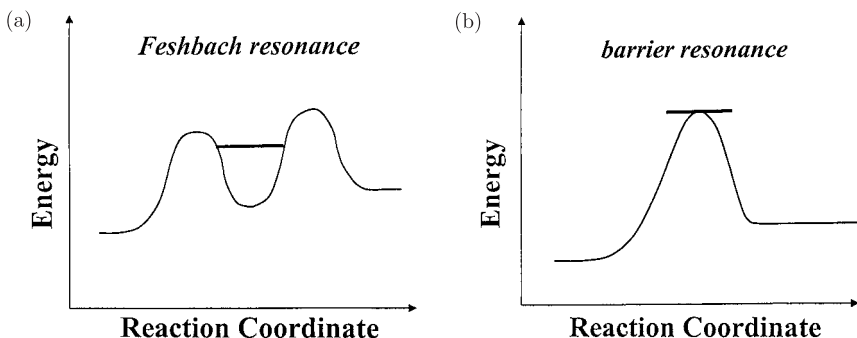 (a)
Feshbach resonance
Energy
Reaction Coordinate
(b)
barrier resonance
Energy
Reaction Coordinate